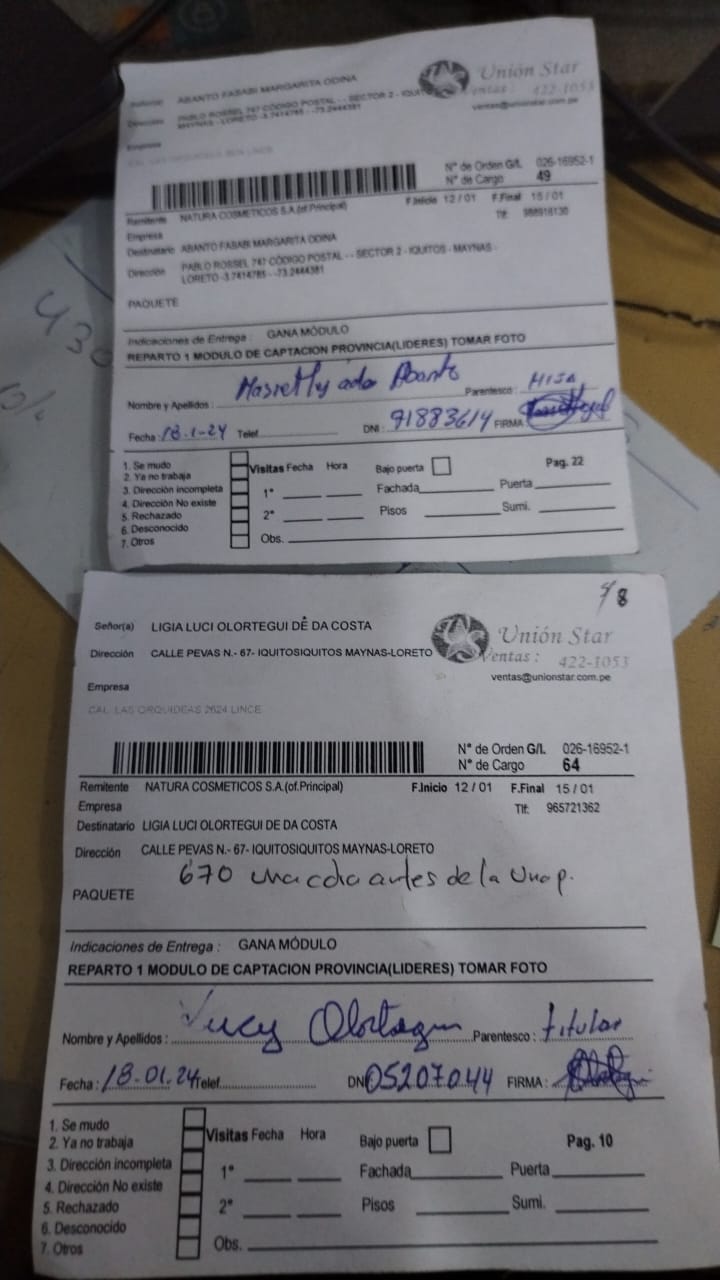 Señor(a) ABANTO FASABI MARGARITA ODINA
Unión Star
Ventas : 422-1053
Dirección PABLO ROSSEL 747 CÓDIGO POSTAL - - SECTOR 2 - IQUITOS
MAYNAS - LORETO -3.7414785 - -73.2444381
ventas@unionstar.com.pe
Empresa
CAL. LAS ORQUIDEAS 2624 LINCE
N° de Orden G/I. 026-16952-1
N° de Cargo 49
Remitente NATURA COSMETICOS S.A.(of.Principal) F.Inicio 12 / 01 F.Final 15 / 01
Empresa Tlf:
Destinatario ABANTO FASABI MARGARITA ODINA
Dirección PABLO ROSSEL 747 CÓDIGO POSTAL - - SECTOR 2 - IQUITOS - MAYNAS -
LORETO -3.7414785 - -73.2444381
PAQUETE
Indicaciones de Entrega : GANA MÓDULO
REPARTO 1 MODULO DE CAPTACION PROVINCIA(LIDERES) TOMAR FOTO
Nombre y Apellidos : Abanto Parentesco : HIJA
Fecha : 18-1-24 Telef. DNI : 91883614 FIRMA :
1. Se mudo
2. Ya no trabaja
3. Dirección incompleta
4. Dirección No existe
5. Rechazado
6. Desconocido
7. Otros
Visitas Fecha Hora Bajo puerta Pag. 22
1° Fachada Puerta
2° Pisos Sumi.
Obs.
430
Señor(a) LIGIA LUCI OLORTEGUI DE DA COSTA
Unión Star
Ventas : 422-1053
Dirección CALLE PEVAS N.- 67- IQUITOSIQUITOS MAYNAS-LORETO
ventas@unionstar.com.pe
Empresa
CAL. LAS ORQUIDEAS 2624 LINCE
N° de Orden G/I. 026-16952-1
N° de Cargo 64
Remitente NATURA COSMETICOS S.A.(of.Principal) F.Inicio 12 / 01 F.Final 15 / 01
Empresa Tlf: 965721362
Destinatario LIGIA LUCI OLORTEGUI DE DA COSTA
Dirección CALLE PEVAS N.- 67- IQUITOSIQUITOS MAYNAS-LORETO
670 una cdra antes de la Unap.
PAQUETE
Indicaciones de Entrega : GANA MÓDULO
REPARTO 1 MODULO DE CAPTACION PROVINCIA(LIDERES) TOMAR FOTO
Nombre y Apellidos : Lucy Olortegui Parentesco : titular
Fecha : 18.01.24 Telef. DNI 05207044 FIRMA :
1. Se mudo
2. Ya no trabaja
3. Dirección incompleta
4. Dirección No existe
5. Rechazado
6. Desconocido
7. Otros
Visitas Fecha Hora Bajo puerta Pag. 10
1° Fachada Puerta
2° Pisos Sumi.
Obs.